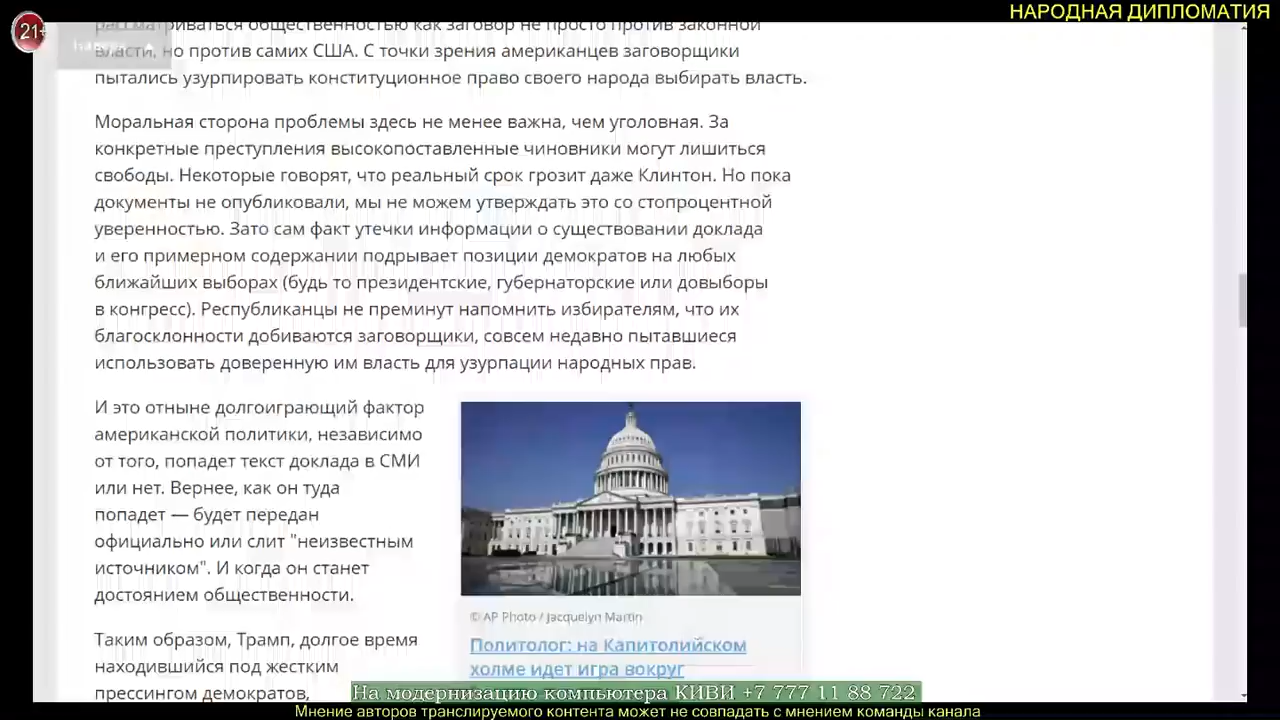 НАРОДНАЯ ДИПЛОМАТИЯ
21+
рассматриваться общественностью как заговор не просто против законной
власти, но против самих США. С точки зрения американцев заговорщики
пытались узурпировать конституционное право своего народа выбирать власть.
Моральная сторона проблемы здесь не менее важна, чем уголовная. За
конкретные преступления высокопоставленные чиновники могут лишиться
свободы. Некоторые говорят, что реальный срок грозит даже Клинтон. Но пока
документы не опубликовали, мы не можем утверждать это со стопроцентной
уверенностью. Зато сам факт утечки информации о существовании доклада
и его примерном содержании подрывает позиции демократов на любых
ближайших выборах (будь то президентские, губернаторские или довыборы
в конгресс). Республиканцы не преминут напомнить избирателям, что их
благосклонности добиваются заговорщики, совсем недавно пытавшиеся
использовать доверенную им власть для узурпации народных прав.
И это отныне долгоиграющий фактор
американской политики, независимо
от того, попадет текст доклада в СМИ
или нет. Вернее, как он туда
попадет — будет передан
официально или слит "неизвестным
источником". И когда он станет
достоянием общественности.
Таким образом, Трамп, долгое время
находившийся под жестким
прессингом демократов,
© AP Photo / Jacquelyn Martin
Политолог: на Капитолийском
холме идет игра вокруг
На модернизацию компьютера КИВИ +7 777 11 88 722
Мнение авторов транслируемого контента может не совпадать с мнением команды канала